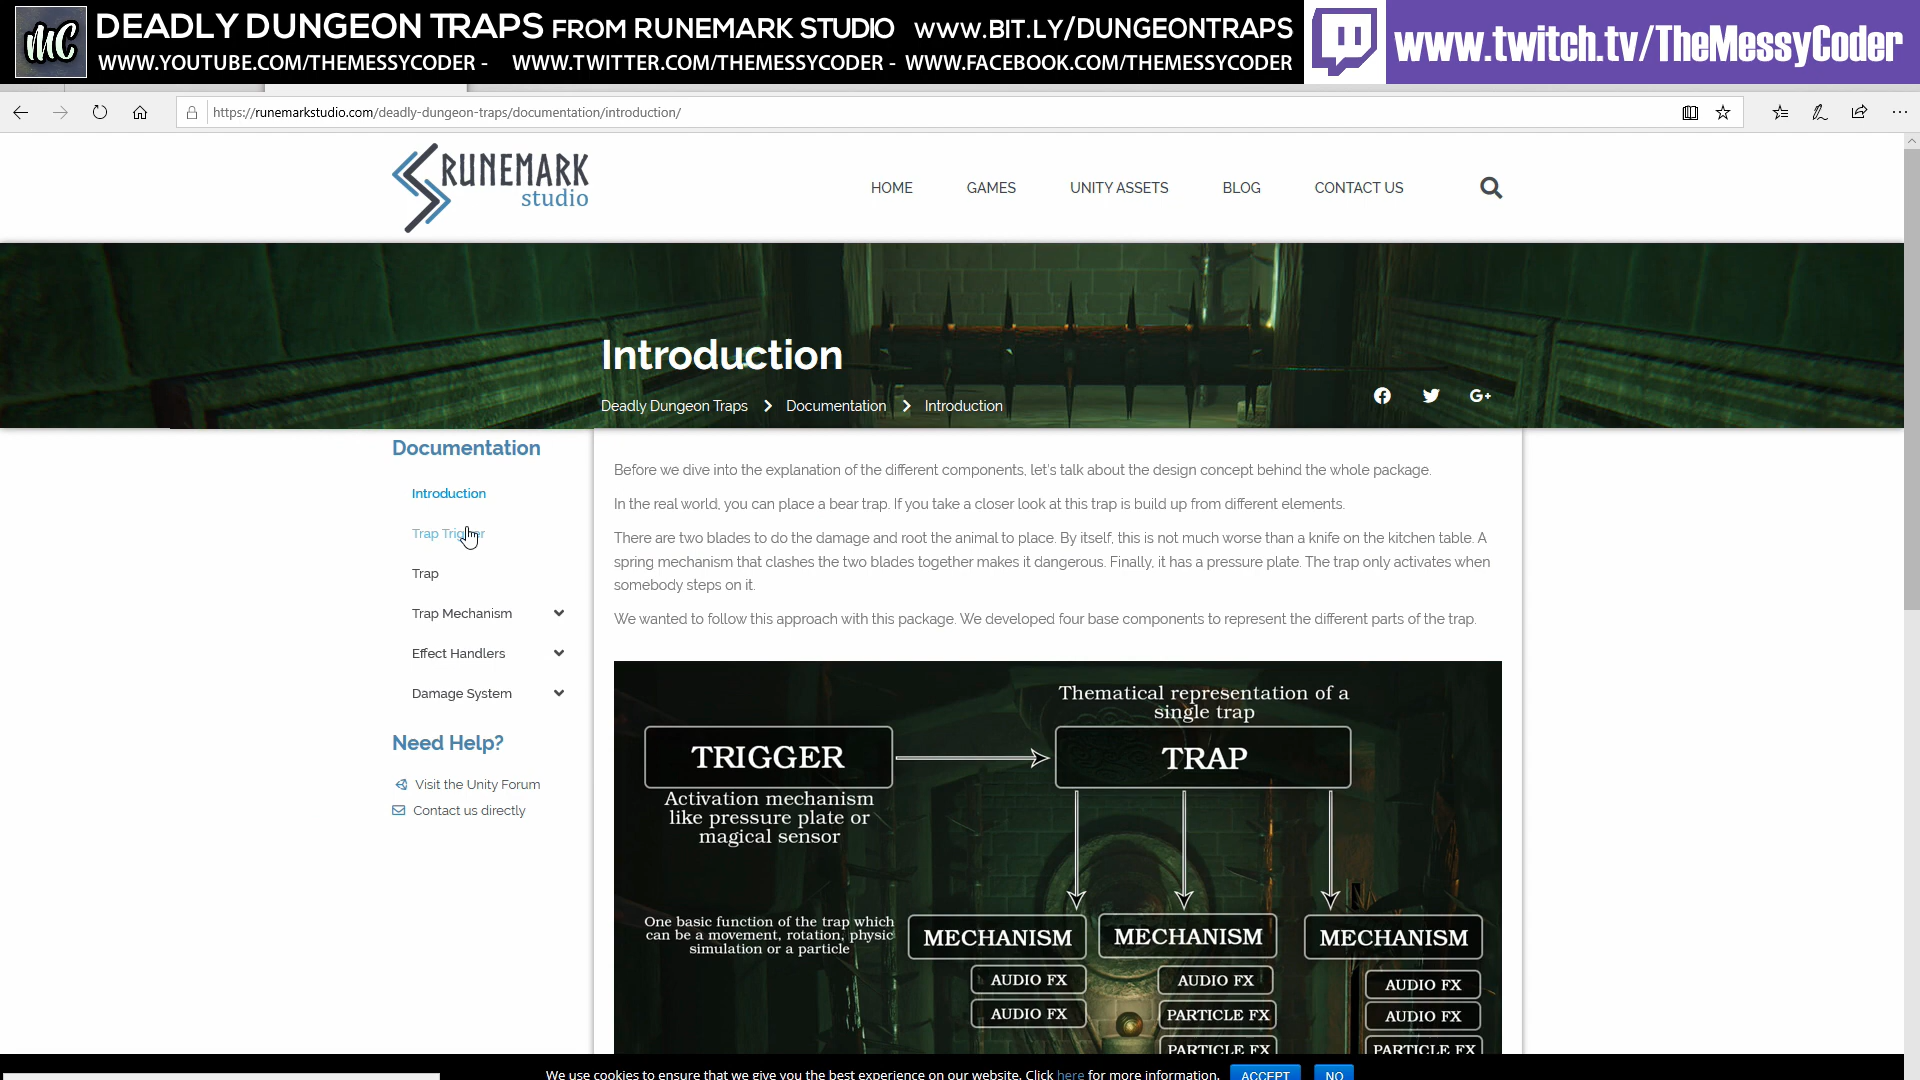 MC
DEADLY DUNGEON TRAPS FROM RUNEMARK STUDIO WWW.BIT.LY/DUNGEONTRAPS
WWW.YOUTUBE.COM/THEMESSYCODER - WWW.TWITTER.COM/THEMESSYCODER - WWW.FACEBOOK.COM/THEMESSYCODER
www.twitch.tv/TheMessyCoder
https://runemarkstudio.com/deadly-dungeon-traps/documentation/introduction/
RUNEMARK
studio
HOME GAMES UNITY ASSETS BLOG CONTACT US
Introduction
Deadly Dungeon Traps Documentation Introduction
G+
Documentation
Introduction
Trap Trigger
Trap
Trap Mechanism
Effect Handlers
Damage System
Need Help?
Visit the Unity Forum
Contact us directly
Before we dive into the explanation of the different components, let's talk about the design concept behind the whole package.
In the real world, you can place a bear trap. If you take a closer look at this trap is build up from different elements.
There are two blades to do the damage and root the animal to place. By itself, this is not much worse than a knife on the kitchen table. A
spring mechanism that clashes the two blades together makes it dangerous. Finally, it has a pressure plate. The trap only activates when
somebody steps on it.
We wanted to follow this approach with this package. We developed four base components to represent the different parts of the trap.
Thematical representation of a
single trap
TRIGGER
TRAP
Activation mechanism
like pressure plate or
magical sensor
One basic function of the trap which
can be a movement, rotation, physic
simulation or a particle
MECHANISM MECHANISM MECHANISM
AUDIO FX AUDIO FX AUDIO FX
AUDIO FX PARTICLE FX AUDIO FX
PARTICLE FX PARTICLE FX
We use cookies to ensure that we give you the best experience on our website. Click here for more information. ACCEPT NO